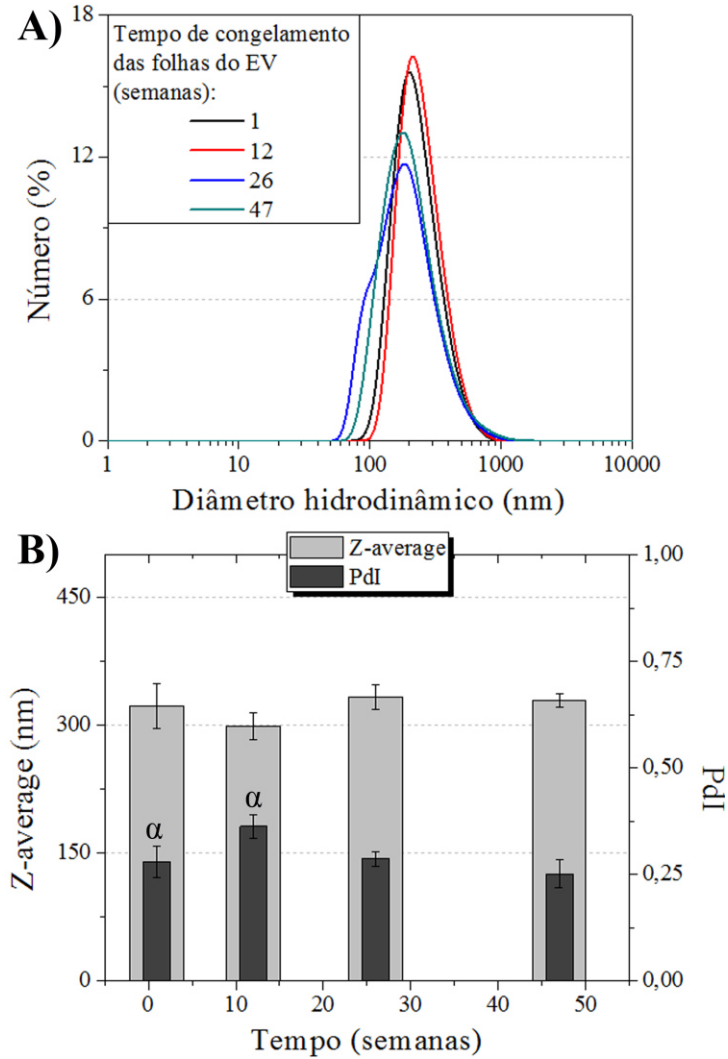 A)
18
12
6
0
Número (%)
Tempo de congelamento
das folhas do EV
(semanas):
1
12
26
47
1
10
100
1000
10000
Diâmetro hidrodinâmico (nm)
B)
Z-average
PdI
450
300
150
0
Z-average (nm)
α
α
1,00
0,75
0,50
0,25
0,00
PdI
0
10
20
30
40
50
Tempo (semanas)